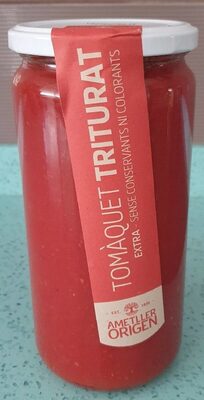 TOMÀQUET TRITURAT
EXTRA - SENSE CONSERVANTS NI COLORANTS
AMETLLER
ORIGEN